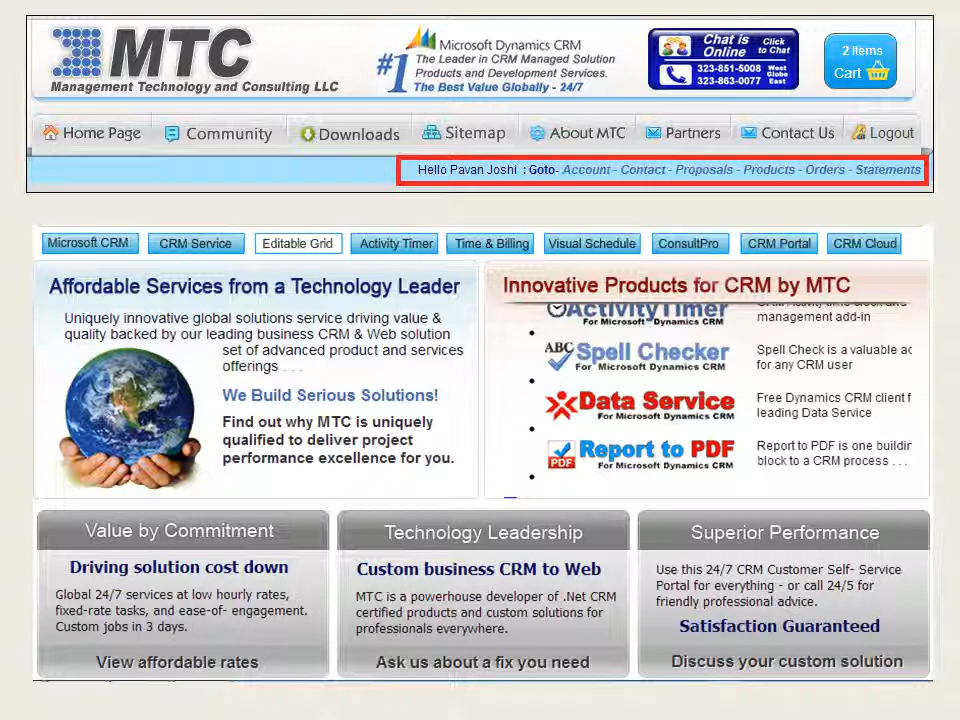 MTC
Management Technology and Consulting LLC
#1
Microsoft Dynamics CRM
The Leader in CRM Managed Solution
Products and Development Services.
The Best Value Globally - 24/7
Chat is Online
Click to Chat
323-851-5008 West Globe
323-863-0077 East
2 Items
Cart
Home Page
Community
Downloads
Sitemap
About MTC
Partners
Contact Us
Logout
Hello Pavan Joshi : Goto- Account - Contact - Proposals - Products - Orders - Statements
Microsoft CRM
CRM Service
Editable Grid
Activity Timer
Time & Billing
Visual Schedule
ConsultPro
CRM Portal
CRM Cloud
Affordable Services from a Technology Leader
Uniquely innovative global solutions service driving value &
quality backed by our leading business CRM & Web solution
set of advanced product and services
offerings . . .
We Build Serious Solutions!
Find out why MTC is uniquely
qualified to deliver project
performance excellence for you.
Innovative Products for CRM by MTC
ActivityTimer
For Microsoft Dynamics CRM
management add-in
ABC
Spell Checker
For Microsoft Dynamics CRM
Spell Check is a valuable
for any CRM user
Data Service
For Microsoft Dynamics CRM
Free Dynamics CRM client f
leading Data Service
PDF
Report to PDF
For Microsoft Dynamics CRM
Report to PDF is one buildin
block to a CRM process . . .
Value by Commitment
Driving solution cost down
Global 24/7 services at low hourly rates,
fixed-rate tasks, and ease-of- engagement.
Custom jobs in 3 days.
View affordable rates
Technology Leadership
Custom business CRM to Web
MTC is a powerhouse developer of .Net CRM
certified products and custom solutions for
professionals everywhere.
Ask us about a fix you need
Superior Performance
Use this 24/7 CRM Customer Self- Service
Portal for everything - or call 24/5 for
friendly professional advice.
Satisfaction Guaranteed
Discuss your custom solution